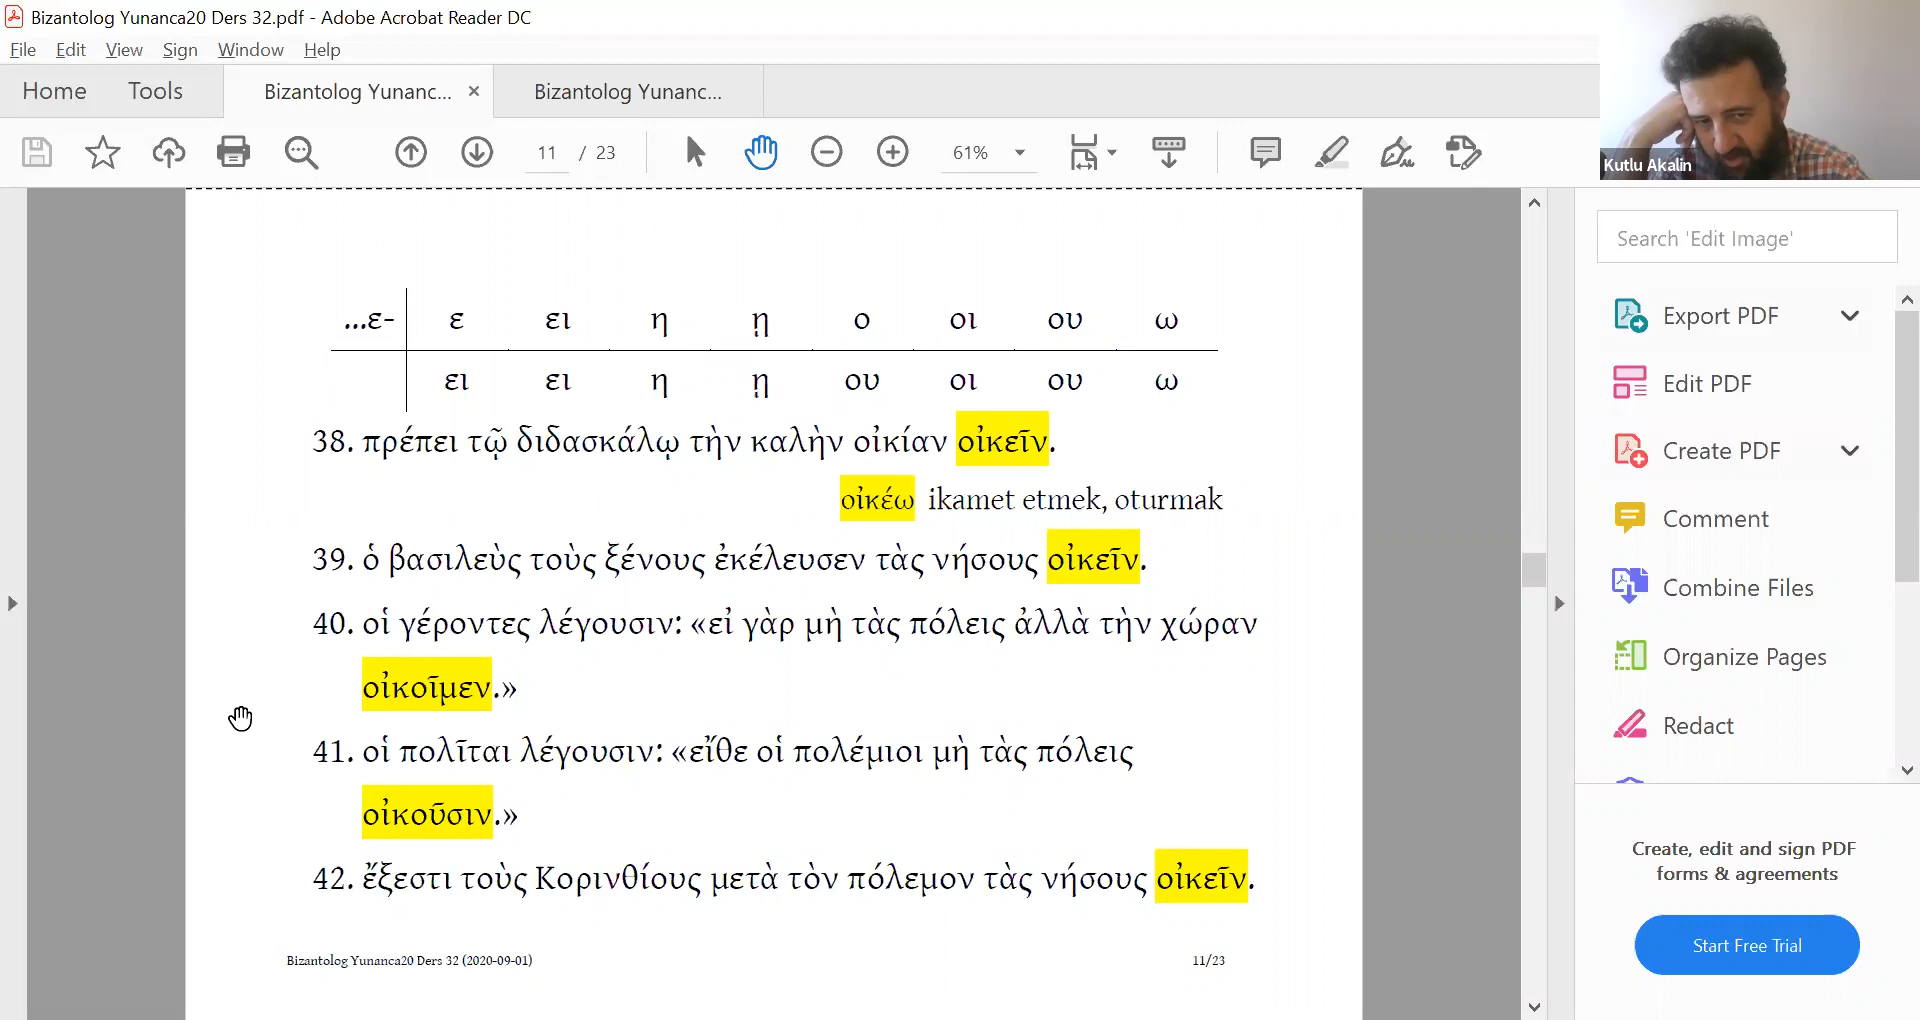 Bizantolog Yunanca20 Ders 32.pdf - Adobe Acrobat Reader DC
File Edit View Sign Window Help
Home Tools Bizantolog Yunanc... × Bizantolog Yunanc...
11 / 23 61%
Kutlu Akalin
Search 'Edit Image'
...ε- ε ει η ῃ ο οι ου ω
ει ει η ῃ ου οι ου ω
38. πρέπει τῷ διδασκάλῳ τὴν καλὴν οἰκίαν οἰκεῖν.
οἰκέω ikamet etmek, oturmak
39. ὁ βασιλεὺς τοὺς ξένους ἐκέλευσεν τὰς νήσους οἰκεῖν.
40. οἱ γέροντες λέγουσιν: «εἰ γὰρ μὴ τὰς πόλεις ἀλλὰ τὴν χώραν
οἰκοῖμεν.»
41. οἱ πολῖται λέγουσιν: «εἴθε οἱ πολέμιοι μὴ τὰς πόλεις
οἰκοῦσιν.»
42. ἔξεστι τοὺς Κορινθίους μετὰ τὸν πόλεμον τὰς νήσους οἰκεῖν.
Bizantolog Yunanca20 Ders 32 (2020-09-01) 11/23
Export PDF
Edit PDF
Create PDF
Comment
Combine Files
Organize Pages
Redact
Create, edit and sign PDF
forms & agreements
Start Free Trial